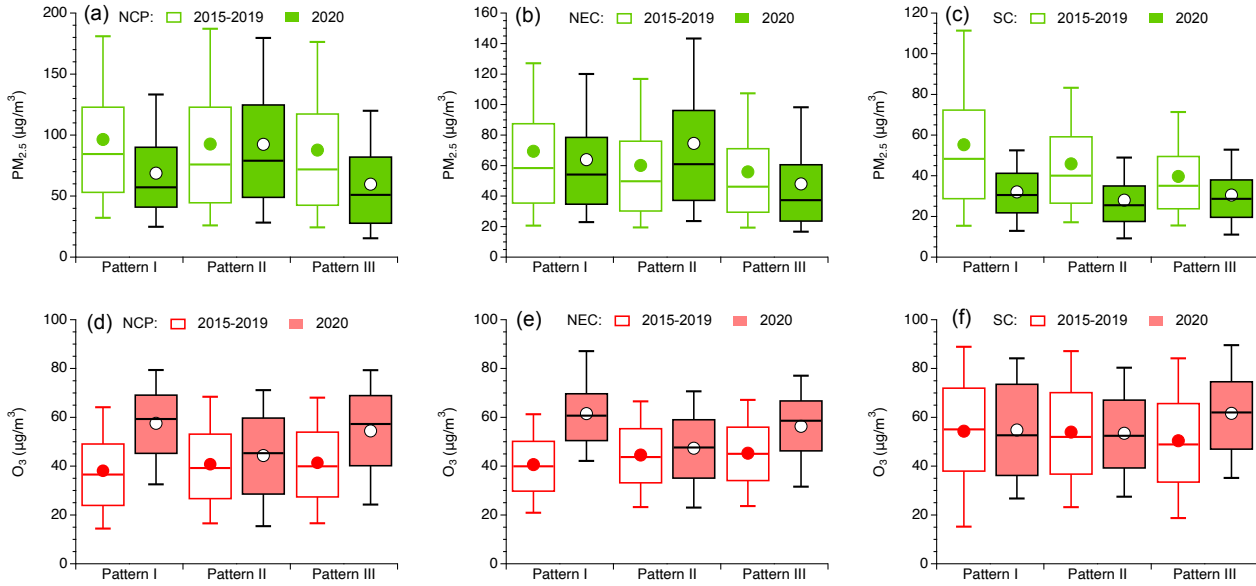 (a) NCP: 2015-2019 2020
PM2.5 (µg/m3)
200
150
100
50
0
Pattern I Pattern II Pattern III
(b) NEC: 2015-2019 2020
PM2.5 (µg/m3)
160
140
120
100
80
60
40
20
0
Pattern I Pattern II Pattern III
(c) SC: 2015-2019 2020
PM2.5 (µg/m3)
120
100
80
60
40
20
0
Pattern I Pattern II Pattern III
(d) NCP: 2015-2019 2020
O3 (µg/m3)
100
80
60
40
20
0
Pattern I Pattern II Pattern III
(e) NEC: 2015-2019 2020
O3 (µg/m3)
100
80
60
40
20
0
Pattern I Pattern II Pattern III
(f) SC: 2015-2019 2020
O3 (µg/m3)
100
80
60
40
20
0
Pattern I Pattern II Pattern III